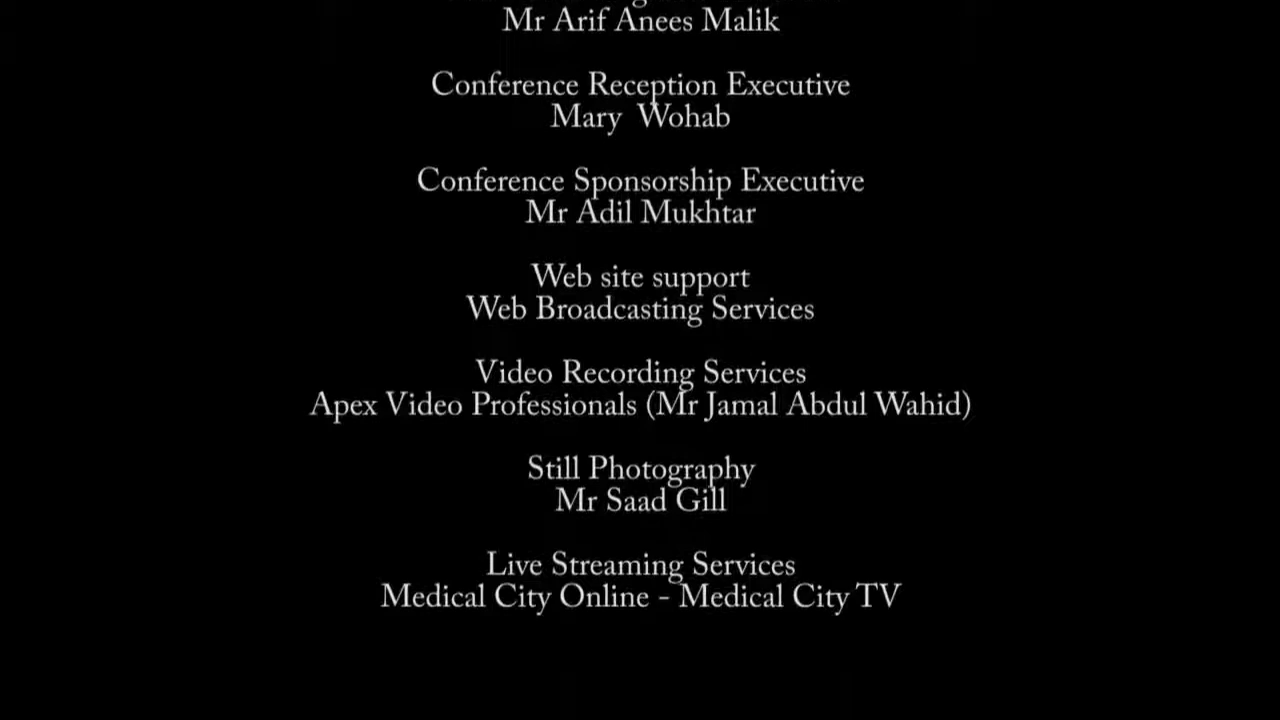 Mr Arif Anees Malik
Conference Reception Executive
Mary Wohab
Conference Sponsorship Executive
Mr Adil Mukhtar
Web site support
Web Broadcasting Services
Video Recording Services
Apex Video Professionals (Mr Jamal Abdul Wahid)
Still Photography
Mr Saad Gill
Live Streaming Services
Medical City Online - Medical City TV